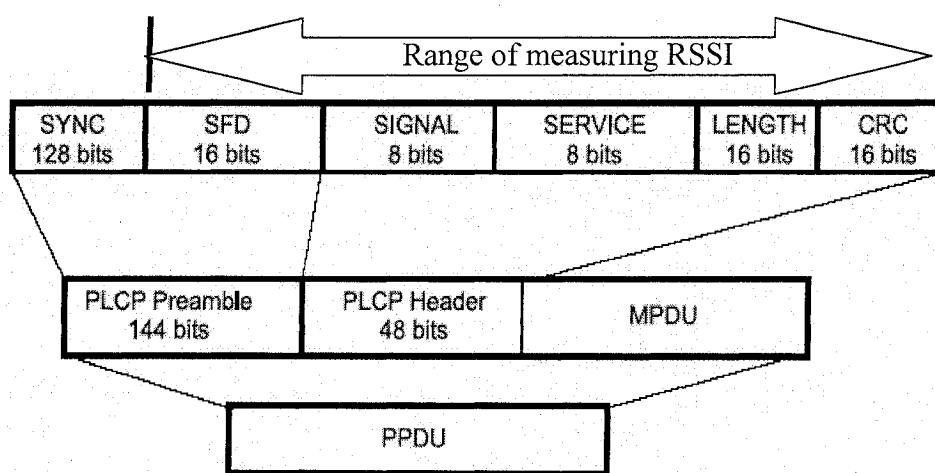 Range of measuring RSSI
SYNC
128 bits
SFD
16 bits
SIGNAL
8 bits
SERVICE
8 bits
LENGTH
16 bits
CRC
16 bits
PLCP Preamble
144 bits
PLCP Header
48 bits
MPDU
PPDU